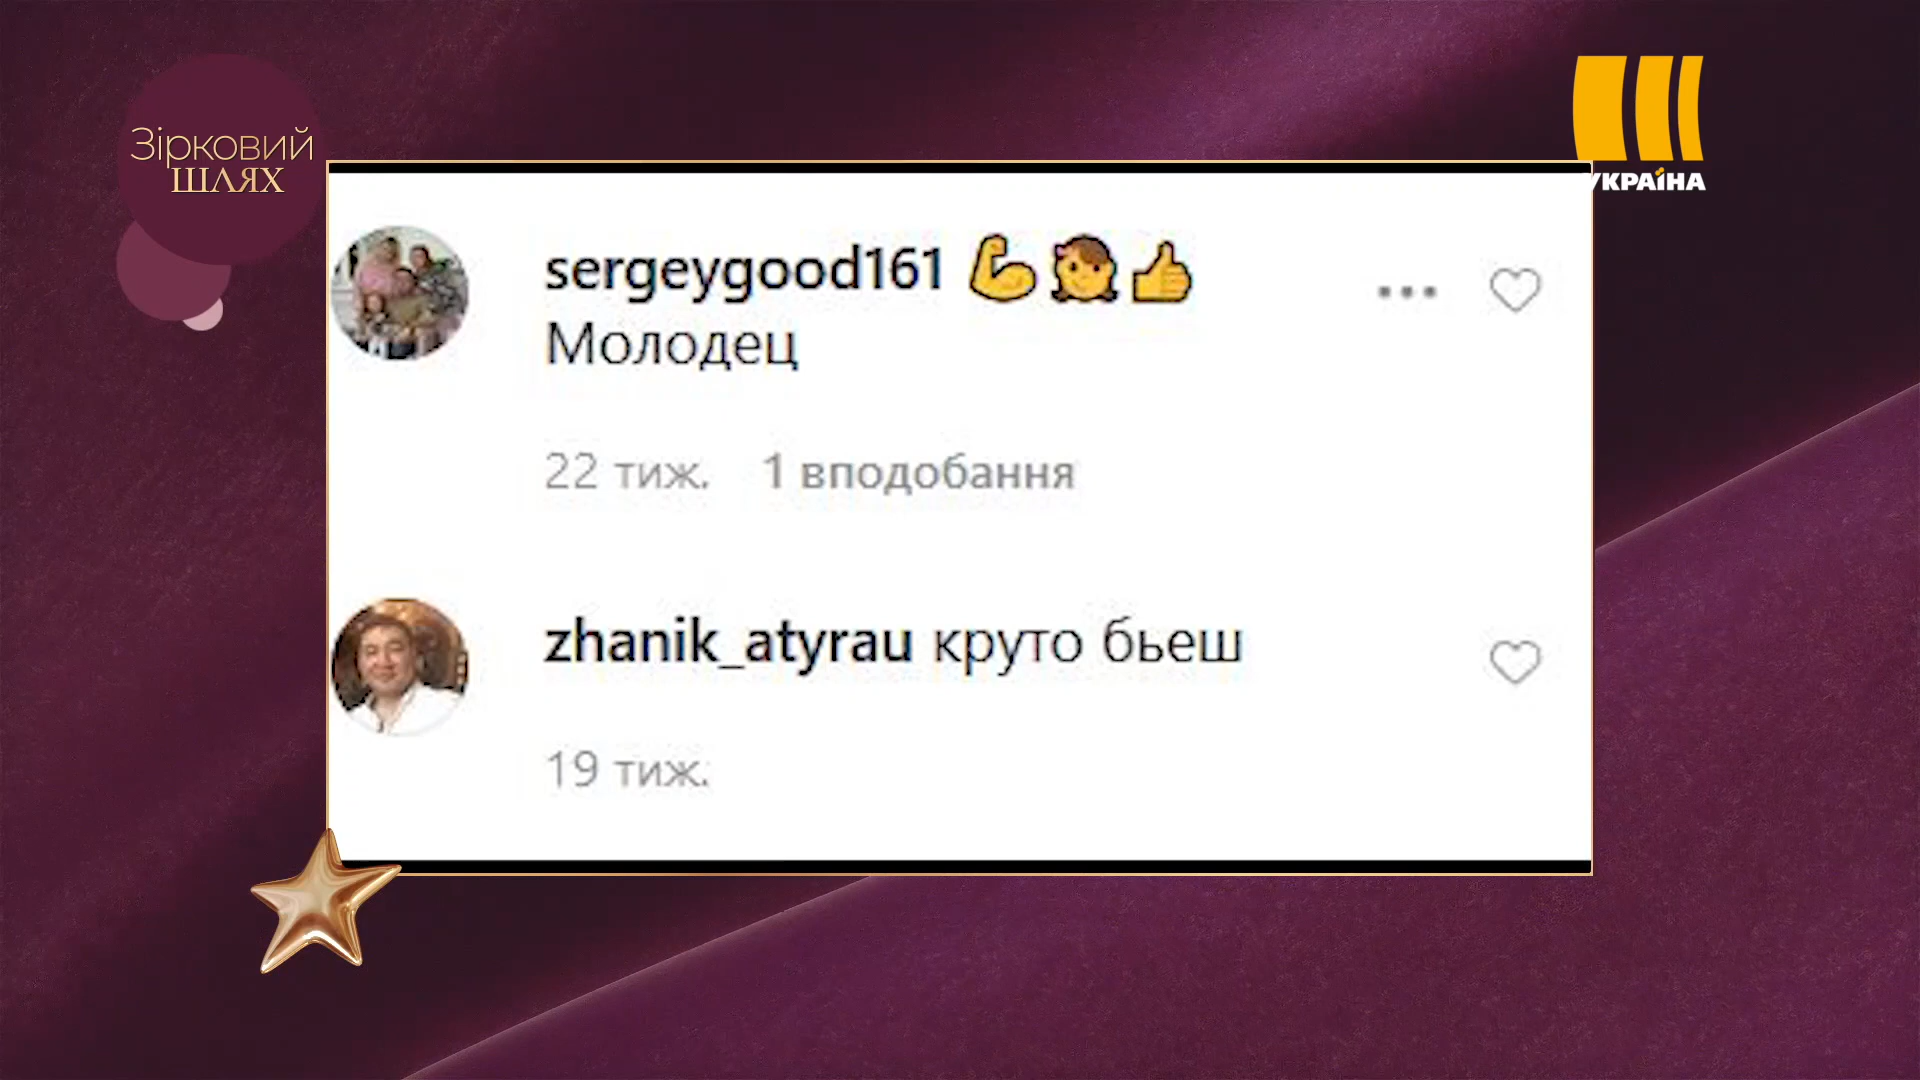 Зірковий
ШЛЯХ
УКРАЇНА
sergeygood161 💪👧👍
Молодец
22 тиж. 1 вподобання
zhanik_atyrau круто бьеш
19 тиж.